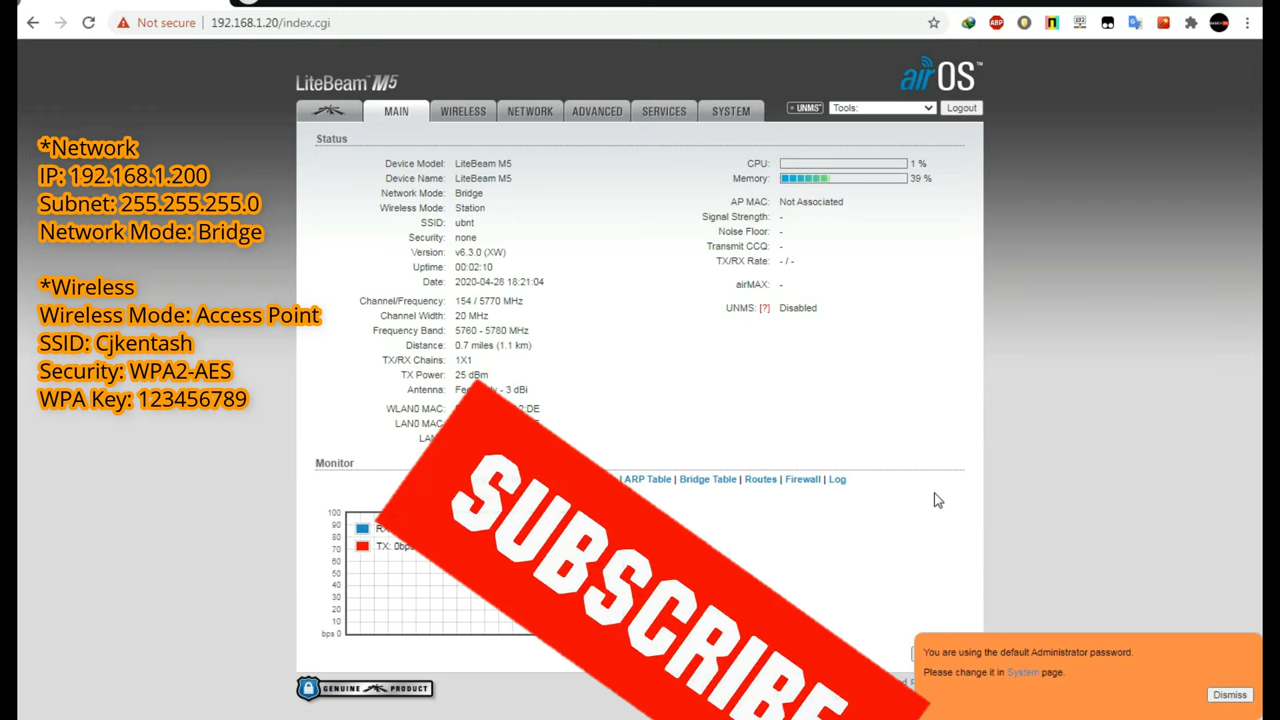 Not secure 192.168.1.20/index.cgi
LiteBeam M5
airOS™
MAIN WIRELESS NETWORK ADVANCED SERVICES SYSTEM UNMS Tools: Logout
*Network
IP: 192.168.1.200
Subnet: 255.255.255.0
Network Mode: Bridge
*Wireless
Wireless Mode: Access Point
SSID: Cjkentash
Security: WPA2-AES
WPA Key: 123456789
Status
Device Model: LiteBeam M5
Device Name: LiteBeam M5
Network Mode: Bridge
Wireless Mode: Station
SSID: ubnt
Security: none
Version: v6.3.0 (XW)
Uptime: 00:02:10
Date: 2020-04-28 18:21:04
Channel/Frequency: 154 / 5770 MHz
Channel Width: 20 MHz
Frequency Band: 5760 - 5780 MHz
Distance: 0.7 miles (1.1 km)
TX/RX Chains: 1X1
TX Power: 25 dBm
Antenna: - 3 dBi
WLAN0 MAC: :DE
LAN0 MAC
CPU: 1 %
Memory: 39 %
AP MAC: Not Associated
Signal Strength: -
Noise Floor: -
Transmit CCQ: -
TX/RX Rate: - / -
airMAX: -
UNMS: [?] Disabled
Monitor
| ARP Table | Bridge Table | Routes | Firewall | Log
100
90
80
70
60
50
40
30
20
10
bps 0
TX: 0bps
SUBSCRIBE
GENUINE PRODUCT
You are using the default Administrator password.
Please change it in System page.
Dismiss